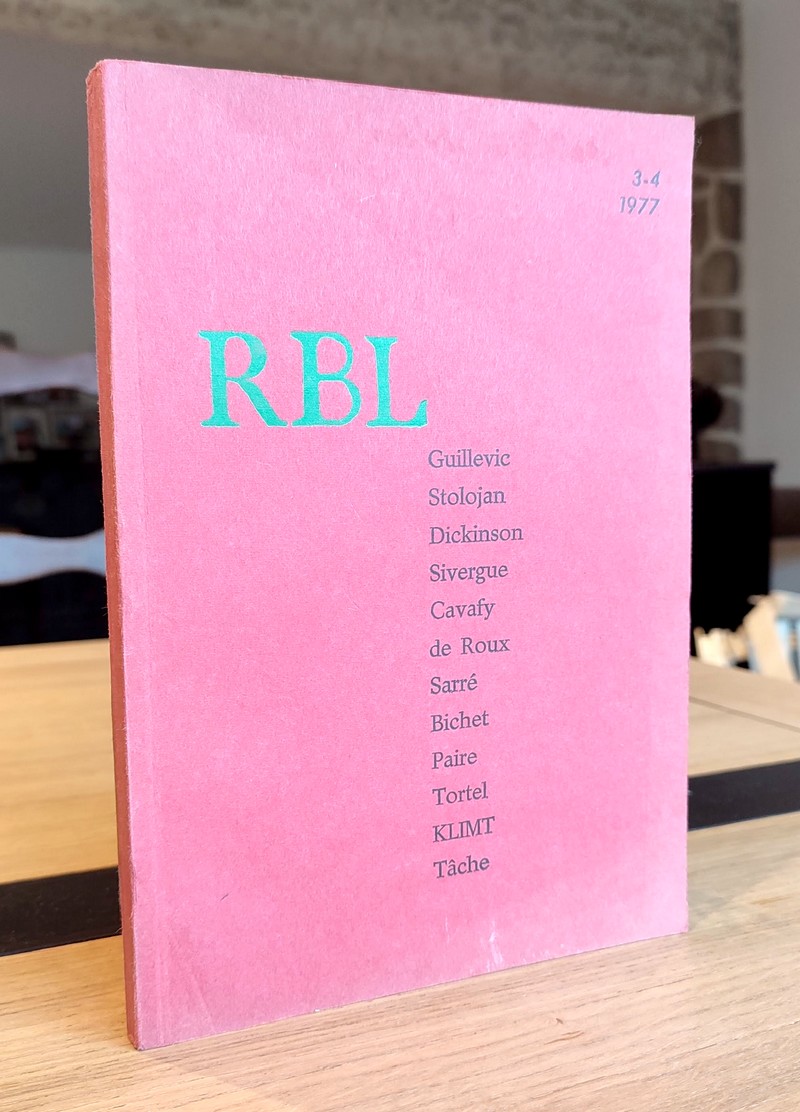 3-4
1977
RBL
Guillevic
Stolojan
Dickinson
Sivergue
Cavafy
de Roux
Sarré
Bichet
Paire
Tortel
KLIMT
Tâche